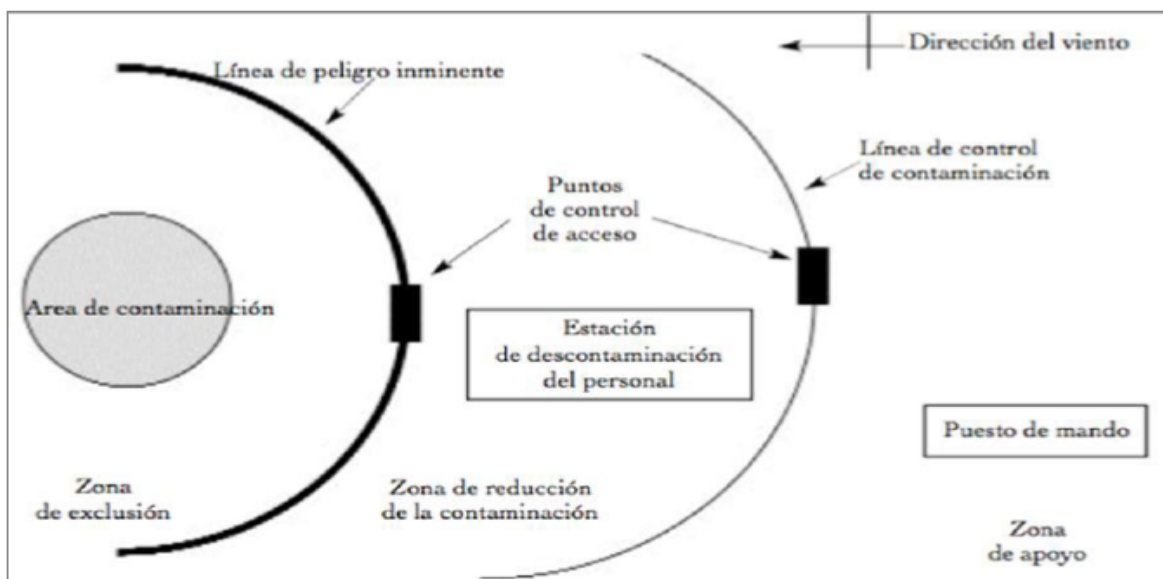 Dirección del viento
Línea de peligro inminente
Línea de control
de contaminación
Puntos
de control
de acceso
Area de contaminación
Estación
de descontaminación
del personal
Puesto de mando
Zona
de exclusión
Zona de reducción
de la contaminación
Zona
de apoyo